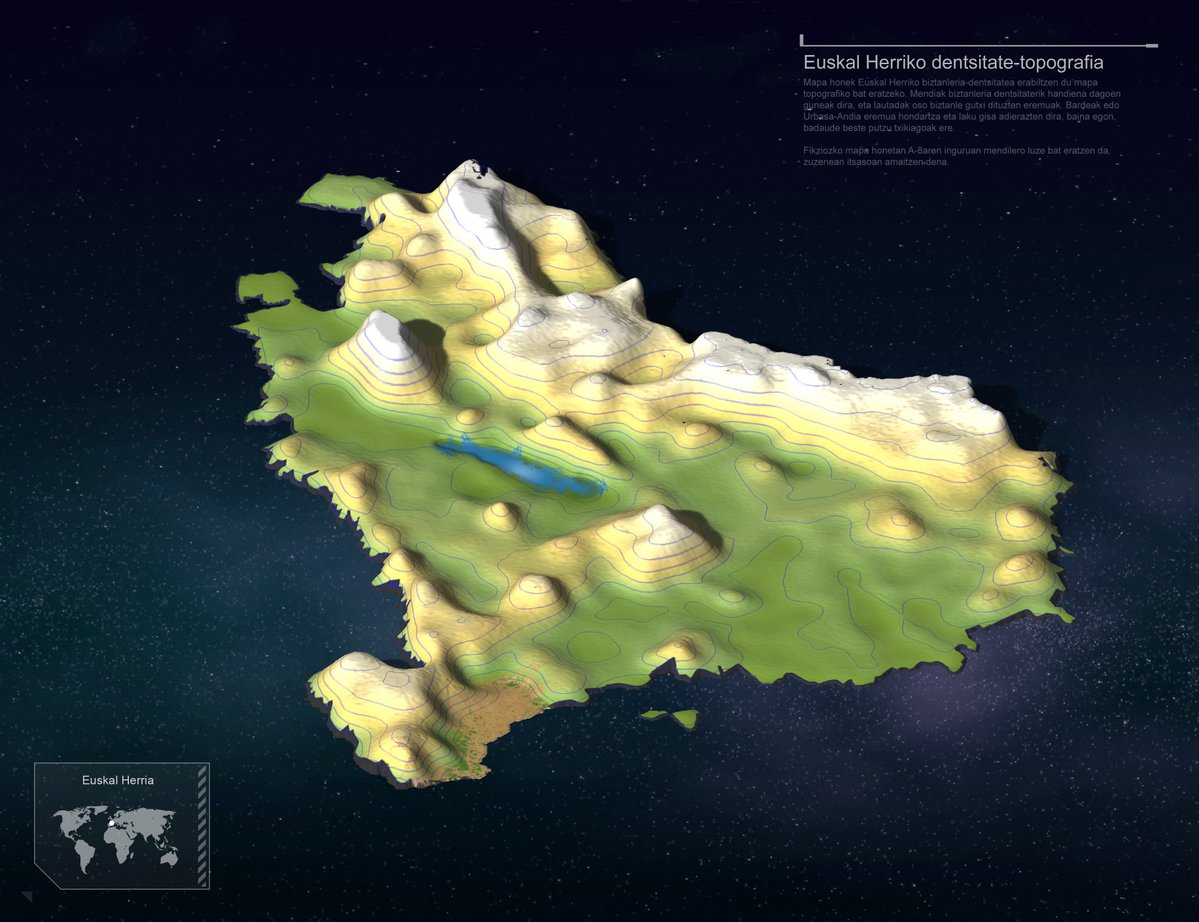 Euskal Herriko dentsitate-topografia
Mapa honek Euskal Herriko biztanleria-dentsitatea erabiltzen du mapa
topografiko bat eratzeko. Mendiak biztanleria dentsitaterik handiena dagoen
guneak dira, eta lautadak oso biztanle gutxi dituzten eremuak. Bardeak edo
Urbasa-Andia eremua hondartza eta laku gisa adierazten dira, baina egon,
badaude beste putzu txikiagoak ere.
Fikziozko mapa honetan A-8aren inguruan mendilero luze bat eratzen da,
zuzenean itsasoan amaitzen dena.
Euskal Herria